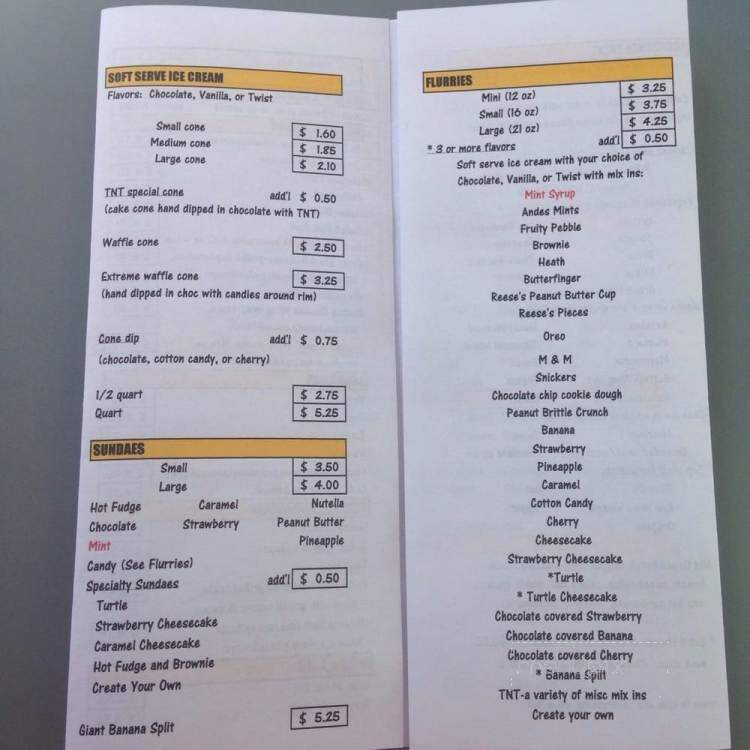 SOFT SERVE ICE CREAM
Flavors: Chocolate, Vanilla, or Twist
Small cone $ 1.60
Medium cone $ 1.85
Large cone $ 2.10
TNT special cone add'l $ 0.50
(cake cone hand dipped in chocolate with TNT)
Waffle cone $ 2.50
Extreme waffle cone $ 3.25
(hand dipped in choc with candies around rim)
Cone dip add'l $ 0.75
(chocolate, cotton candy, or cherry)
1/2 quart $ 2.75
Quart $ 5.25
SUNDAES
Small $ 3.50
Large $ 4.00
Hot Fudge Caramel Nutella
Chocolate Strawberry Peanut Butter
Mint Pineapple
Candy (See Flurries)
Specialty Sundaes add'l $ 0.50
Turtle
Strawberry Cheesecake
Caramel Cheesecake
Hot Fudge and Brownie
Create Your Own
Giant Banana Split $ 5.25
FLURRIES
Mini (12 oz) $ 3.25
Small (16 oz) $ 3.75
Large (21 oz) $ 4.25
* 3 or more flavors add'l $ 0.50
Soft serve ice cream with your choice of
Chocolate, Vanilla, or Twist with mix ins:
Mint Syrup
Andes Mints
Fruity Pebble
Brownie
Heath
Butterfinger
Reese's Peanut Butter Cup
Reese's Pieces
Oreo
M & M
Snickers
Chocolate chip cookie dough
Peanut Brittle Crunch
Banana
Strawberry
Pineapple
Caramel
Cotton Candy
Cherry
Cheesecake
Strawberry Cheesecake
*Turtle
* Turtle Cheesecake
Chocolate covered Strawberry
Chocolate covered Banana
Chocolate covered Cherry
* Banana Split
TNT-a variety of misc mix ins
Create your own